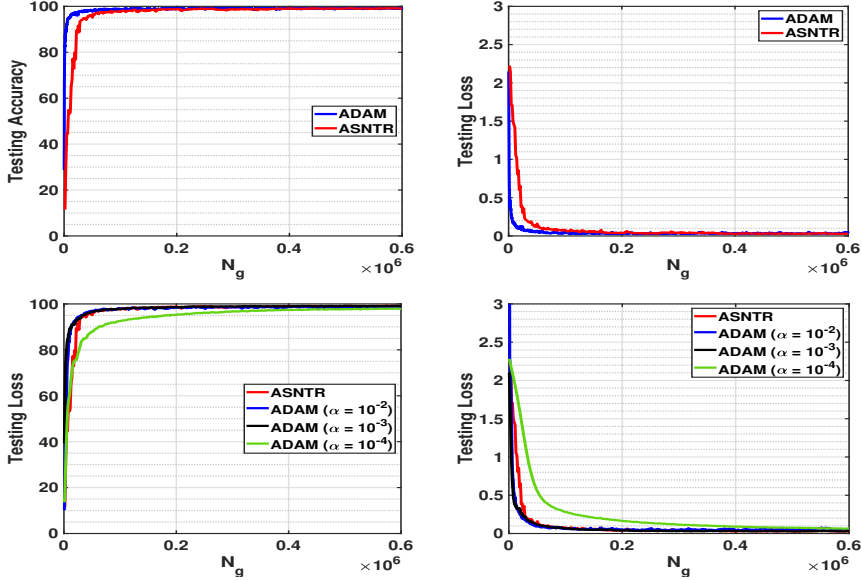 100
80
60
40
20
0
Testing Accuracy
ADAM
ASNTR
0
0.2
0.4
0.6
N_g
×10^6
3
2.5
2
1.5
1
0.5
0
Testing Loss
ADAM
ASNTR
0
0.2
0.4
0.6
N_g
×10^6
100
80
60
40
20
0
Testing Loss
ASNTR
ADAM (α = 10^-2)
ADAM (α = 10^-3)
ADAM (α = 10^-4)
0
0.2
0.4
0.6
N_g
×10^6
3
2.5
2
1.5
1
0.5
0
Testing Loss
ASNTR
ADAM (α = 10^-2)
ADAM (α = 10^-3)
ADAM (α = 10^-4)
0
0.2
0.4
0.6
N_g
×10^6